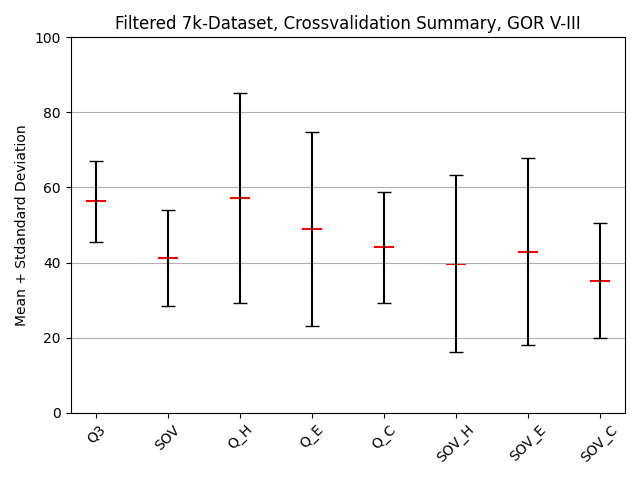 Filtered 7k-Dataset, Crossvalidation Summary, GOR V-III
Mean + Stdandard Deviation
100
80
60
40
20
0
Q3
SOV
Q_H
Q_E
Q_C
SOV_H
SOV_E
SOV_C